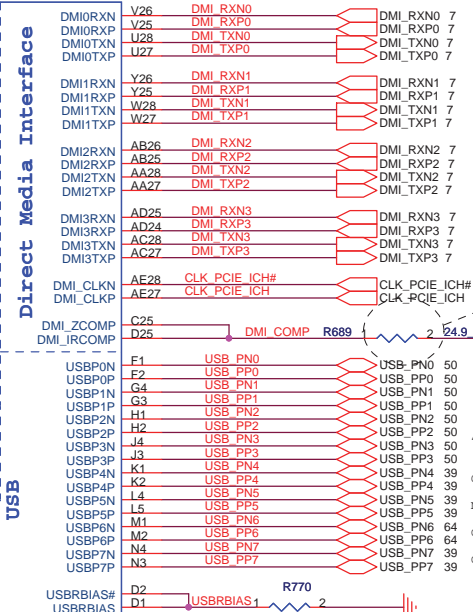 Direct Media Interface
DMI0RXN V26 DMI_RXN0 DMI_RXN0 7
DMI0RXP V25 DMI_RXP0 DMI_RXP0 7
DMI0TXN U28 DMI_TXN0 DMI_TXN0 7
DMI0TXP U27 DMI_TXP0 DMI_TXP0 7
DMI1RXN Y26 DMI_RXN1 DMI_RXN1 7
DMI1RXP Y25 DMI_RXP1 DMI_RXP1 7
DMI1TXN W28 DMI_TXN1 DMI_TXN1 7
DMI1TXP W27 DMI_TXP1 DMI_TXP1 7
DMI2RXN AB26 DMI_RXN2 DMI_RXN2 7
DMI2RXP AB25 DMI_RXP2 DMI_RXP2 7
DMI2TXN AA28 DMI_TXN2 DMI_TXN2 7
DMI2TXP AA27 DMI_TXP2 DMI_TXP2 7
DMI3RXN AD25 DMI_RXN3 DMI_RXN3 7
DMI3RXP AD24 DMI_RXP3 DMI_RXP3 7
DMI3TXN AC28 DMI_TXN3 DMI_TXN3 7
DMI3TXP AC27 DMI_TXP3 DMI_TXP3 7
DMI_CLKN AE28 CLK_PCIE_ICH# CLK_PCIE_ICH#
DMI_CLKP AE27 CLK_PCIE_ICH CLK_PCIE_ICH
DMI_ZCOMP C25
DMI_IRCOMP D25 DMI_COMP R689 2 24.9
USB
USBP0N F1 USB_PN0 USB_PN0 50
USBP0P F2 USB_PP0 USB_PP0 50
USBP1N G4 USB_PN1 USB_PN1 50
USBP1P G3 USB_PP1 USB_PP1 50
USBP2N H1 USB_PN2 USB_PN2 50
USBP2P H2 USB_PP2 USB_PP2 50
USBP3N J4 USB_PN3 USB_PN3 50
USBP3P J3 USB_PP3 USB_PP3 50
USBP4N K1 USB_PN4 USB_PN4 39
USBP4P K2 USB_PP4 USB_PP4 39
USBP5N L4 USB_PN5 USB_PN5 39
USBP5P L5 USB_PP5 USB_PP5 39
USBP6N M1 USB_PN6 USB_PN6 64
USBP6P M2 USB_PP6 USB_PP6 64
USBP7N N4 USB_PN7 USB_PN7 39
USBP7P N3 USB_PP7 USB_PP7 39
USBRBIAS# D2
USBRBIAS D1 USBRBIAS 1 R770 2